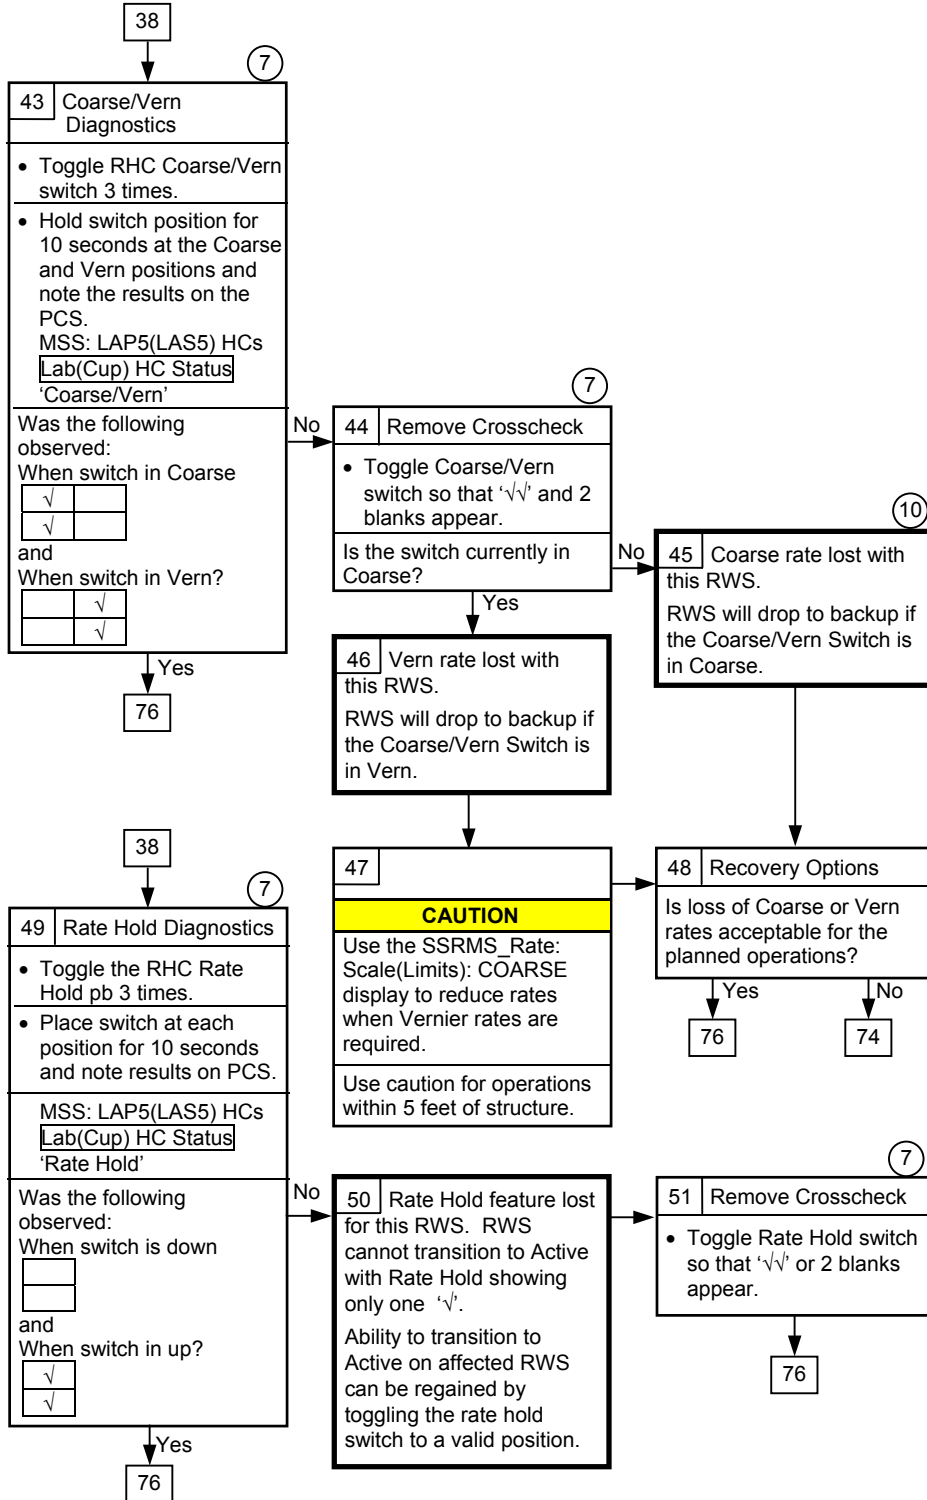 38
7
43 Coarse/Vern
Diagnostics
• Toggle RHC Coarse/Vern
switch 3 times.
• Hold switch position for
10 seconds at the Coarse
and Vern positions and
note the results on the
PCS.
MSS: LAP5(LAS5) HCs
Lab(Cup) HC Status
'Coarse/Vern'
Was the following
observed:
When switch in Coarse
√
√
and
When switch in Vern?
√
√
No
Yes
76
7
44 Remove Crosscheck
• Toggle Coarse/Vern
switch so that '√√' and 2
blanks appear.
Is the switch currently in
Coarse?
No
Yes
10
45 Coarse rate lost with
this RWS.
RWS will drop to backup if
the Coarse/Vern Switch is
in Coarse.
46 Vern rate lost with
this RWS.
RWS will drop to backup if
the Coarse/Vern Switch is
in Vern.
47
CAUTION
Use the SSRMS_Rate:
Scale(Limits): COARSE
display to reduce rates
when Vernier rates are
required.
Use caution for operations
within 5 feet of structure.
48 Recovery Options
Is loss of Coarse or Vern
rates acceptable for the
planned operations?
Yes
No
76
74
38
7
49 Rate Hold Diagnostics
• Toggle the RHC Rate
Hold pb 3 times.
• Place switch at each
position for 10 seconds
and note results on PCS.
MSS: LAP5(LAS5) HCs
Lab(Cup) HC Status
'Rate Hold'
Was the following
observed:
When switch is down
and
When switch in up?
√
√
No
Yes
76
50 Rate Hold feature lost
for this RWS. RWS
cannot transition to Active
with Rate Hold showing
only one '√'.
Ability to transition to
Active on affected RWS
can be regained by
toggling the rate hold
switch to a valid position.
7
51 Remove Crosscheck
• Toggle Rate Hold switch
so that '√√' or 2 blanks
appear.
76